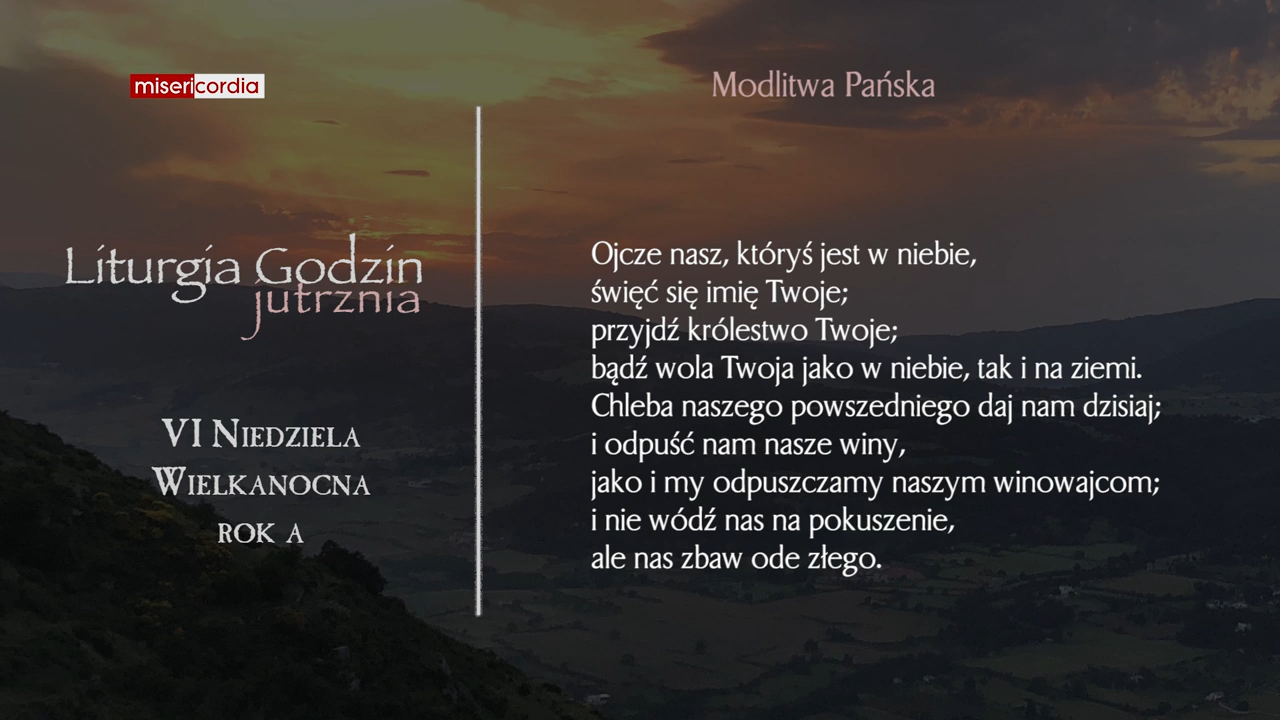 misericordia
Liturgia Godzin
jutrznia
VI Niedziela
Wielkanocna
rok A
Modlitwa Pańska
Ojcze nasz, któryś jest w niebie,
święć się imię Twoje;
przyjdź królestwo Twoje;
bądź wola Twoja jako w niebie, tak i na ziemi.
Chleba naszego powszedniego daj nam dzisiaj;
i odpuść nam nasze winy,
jako i my odpuszczamy naszym winowajcom;
i nie wódź nas na pokuszenie,
ale nas zbaw ode złego.